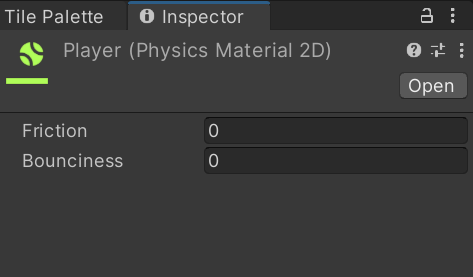 Tile Palette Inspector
Player (Physics Material 2D)
Open
Friction 0
Bounciness 0